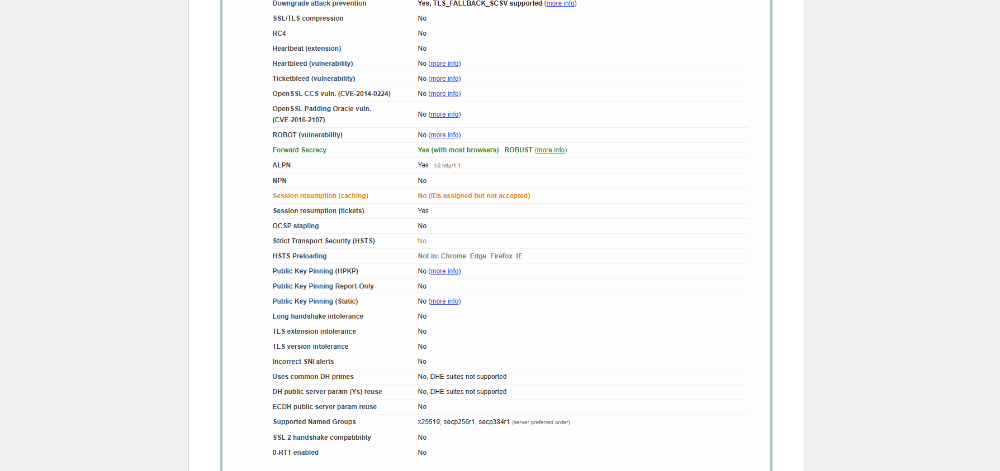 Downgrade attack prevention Yes, TLS_FALLBACK_SCSV supported (more info)
SSL/TLS compression No
RC4 No
Heartbeat (extension) No
Heartbleed (vulnerability) No (more info)
Ticketbleed (vulnerability) No (more info)
OpenSSL CCS vuln. (CVE-2014-0224) No (more info)
OpenSSL Padding Oracle vuln.
(CVE-2016-2107) No (more info)
ROBOT (vulnerability) No (more info)
Forward Secrecy Yes (with most browsers) ROBUST (more info)
ALPN Yes h2 http/1.1
NPN No
Session resumption (caching) No (IDs assigned but not accepted)
Session resumption (tickets) Yes
OCSP stapling No
Strict Transport Security (HSTS) No
HSTS Preloading Not in: Chrome Edge Firefox IE
Public Key Pinning (HPKP) No (more info)
Public Key Pinning Report-Only No
Public Key Pinning (Static) No (more info)
Long handshake intolerance No
TLS extension intolerance No
TLS version intolerance No
Incorrect SNI alerts No
Uses common DH primes No, DHE suites not supported
DH public server param (Ys) reuse No, DHE suites not supported
ECDH public server param reuse No
Supported Named Groups x25519, secp256r1, secp384r1 (server preferred order)
SSL 2 handshake compatibility No
0-RTT enabled No